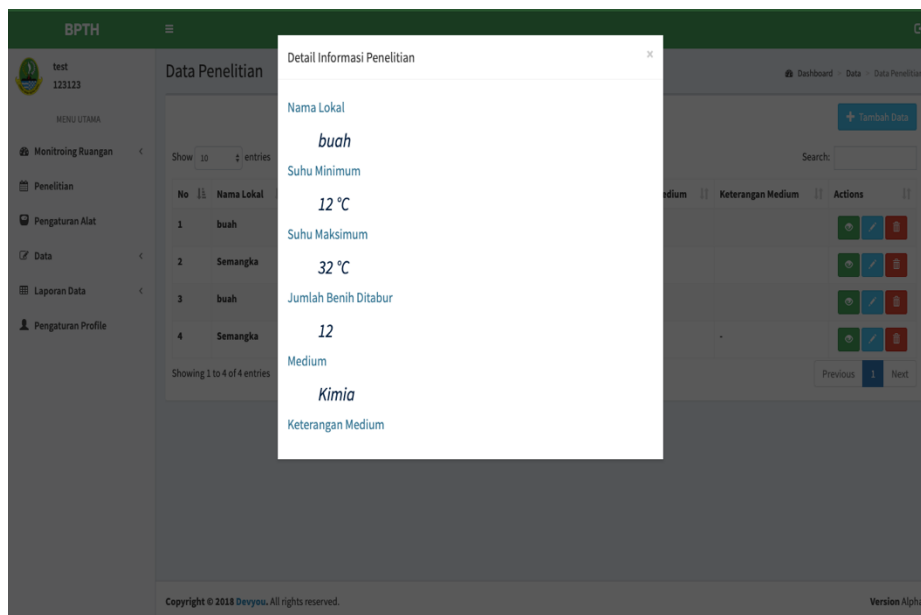 BPTH
test
123123
MENU UTAMA
Monitroing Ruangan
Penelitian
Pengaturan Alat
Data
Laporan Data
Pengaturan Profile
Data Penelitian
Dashboard > Data > Data Penelitian
Tambah Data
Show 10 entries
Search:
No Nama Lokal edium Keterangan Medium Actions
1 buah
2 Semangka
3 buah
4 Semangka -
Showing 1 to 4 of 4 entries
Previous 1 Next
Detail Informasi Penelitian ×
Nama Lokal
buah
Suhu Minimum
12 °C
Suhu Maksimum
32 °C
Jumlah Benih Ditabur
12
Medium
Kimia
Keterangan Medium
Copyright © 2018 Devyou. All rights reserved.
Version Alpha